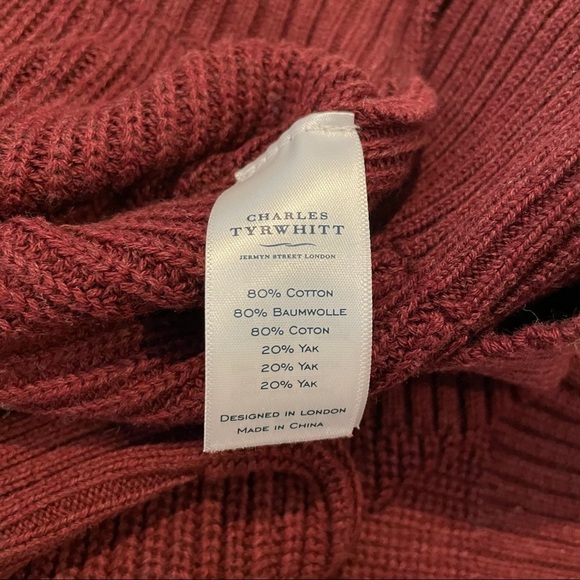 CHARLES
TYRWHITT
JERMYN STREET LONDON
80% COTTON
80% BAUMWOLLE
80% COTON
20% YAK
20% YAK
20% YAK
DESIGNED IN LONDON
MADE IN CHINA